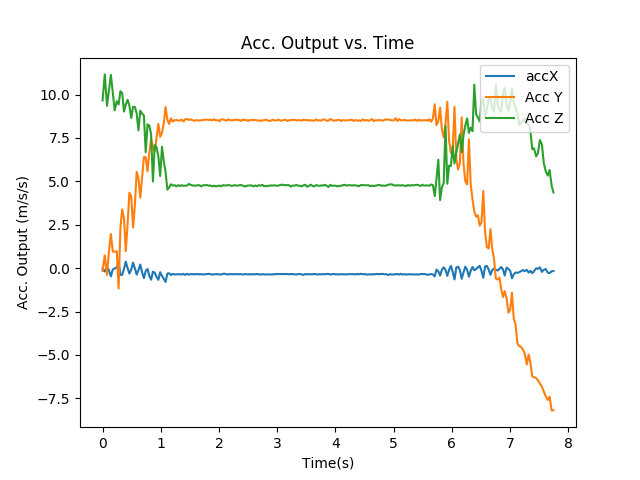 Acc. Output vs. Time
accX
Acc Y
Acc Z
Acc. Output (m/s/s)
10.0
7.5
5.0
2.5
0.0
−2.5
−5.0
−7.5
0 1 2 3 4 5 6 7 8
Time(s)